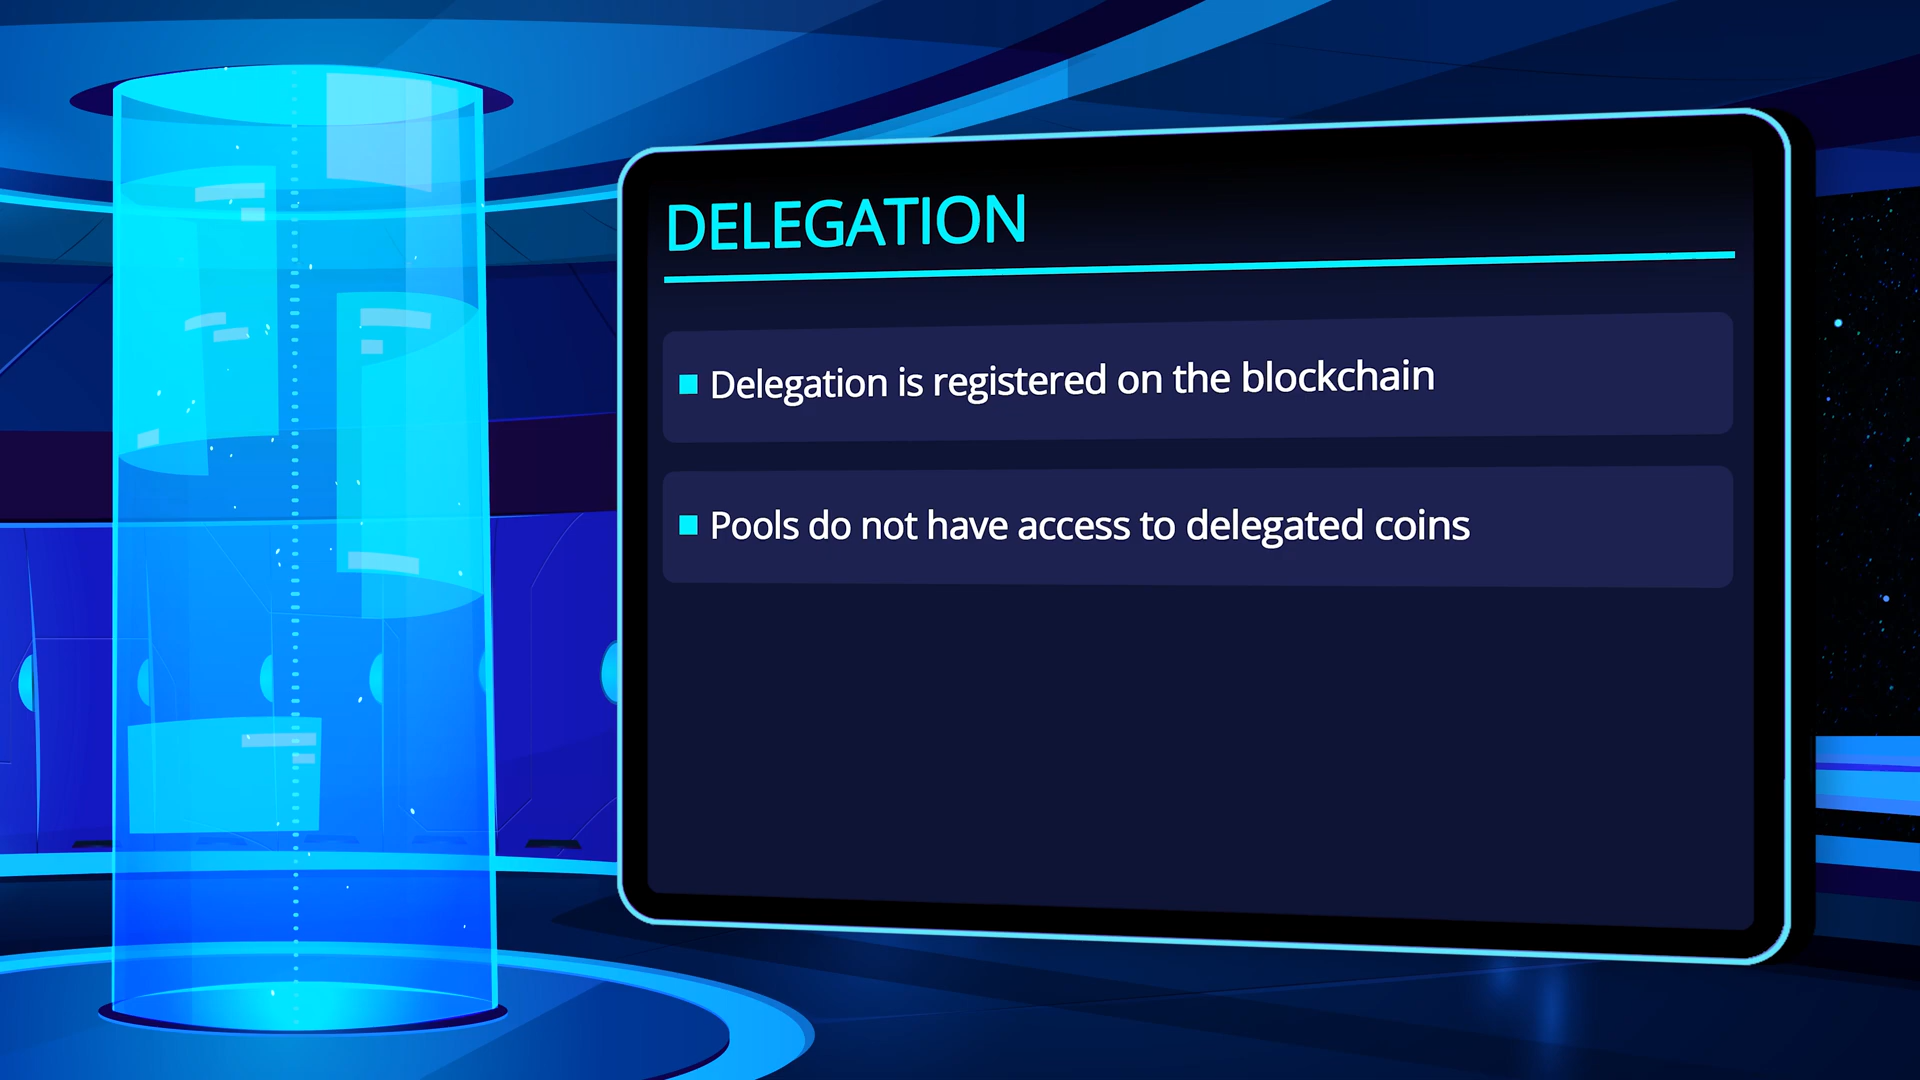 DELEGATION
Delegation is registered on the blockchain
Pools do not have access to delegated coins